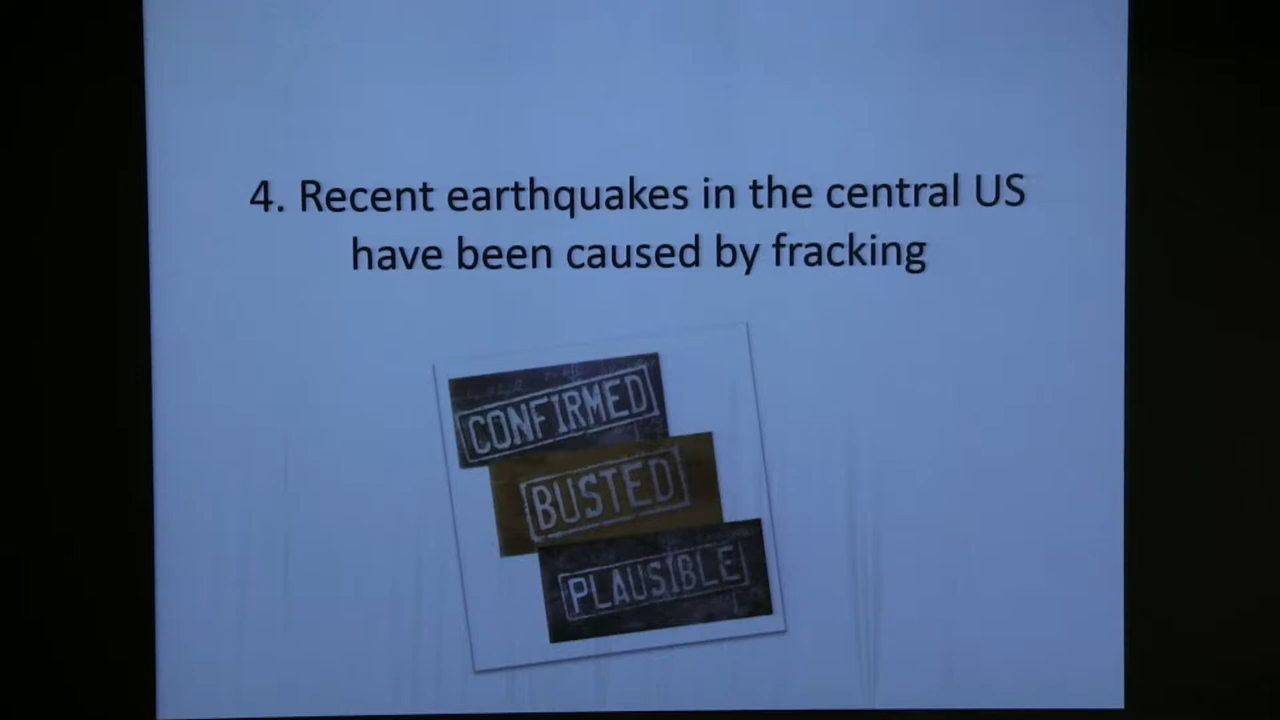 4. Recent earthquakes in the central US
have been caused by fracking
CONFIRMED
BUSTED
PLAUSIBLE